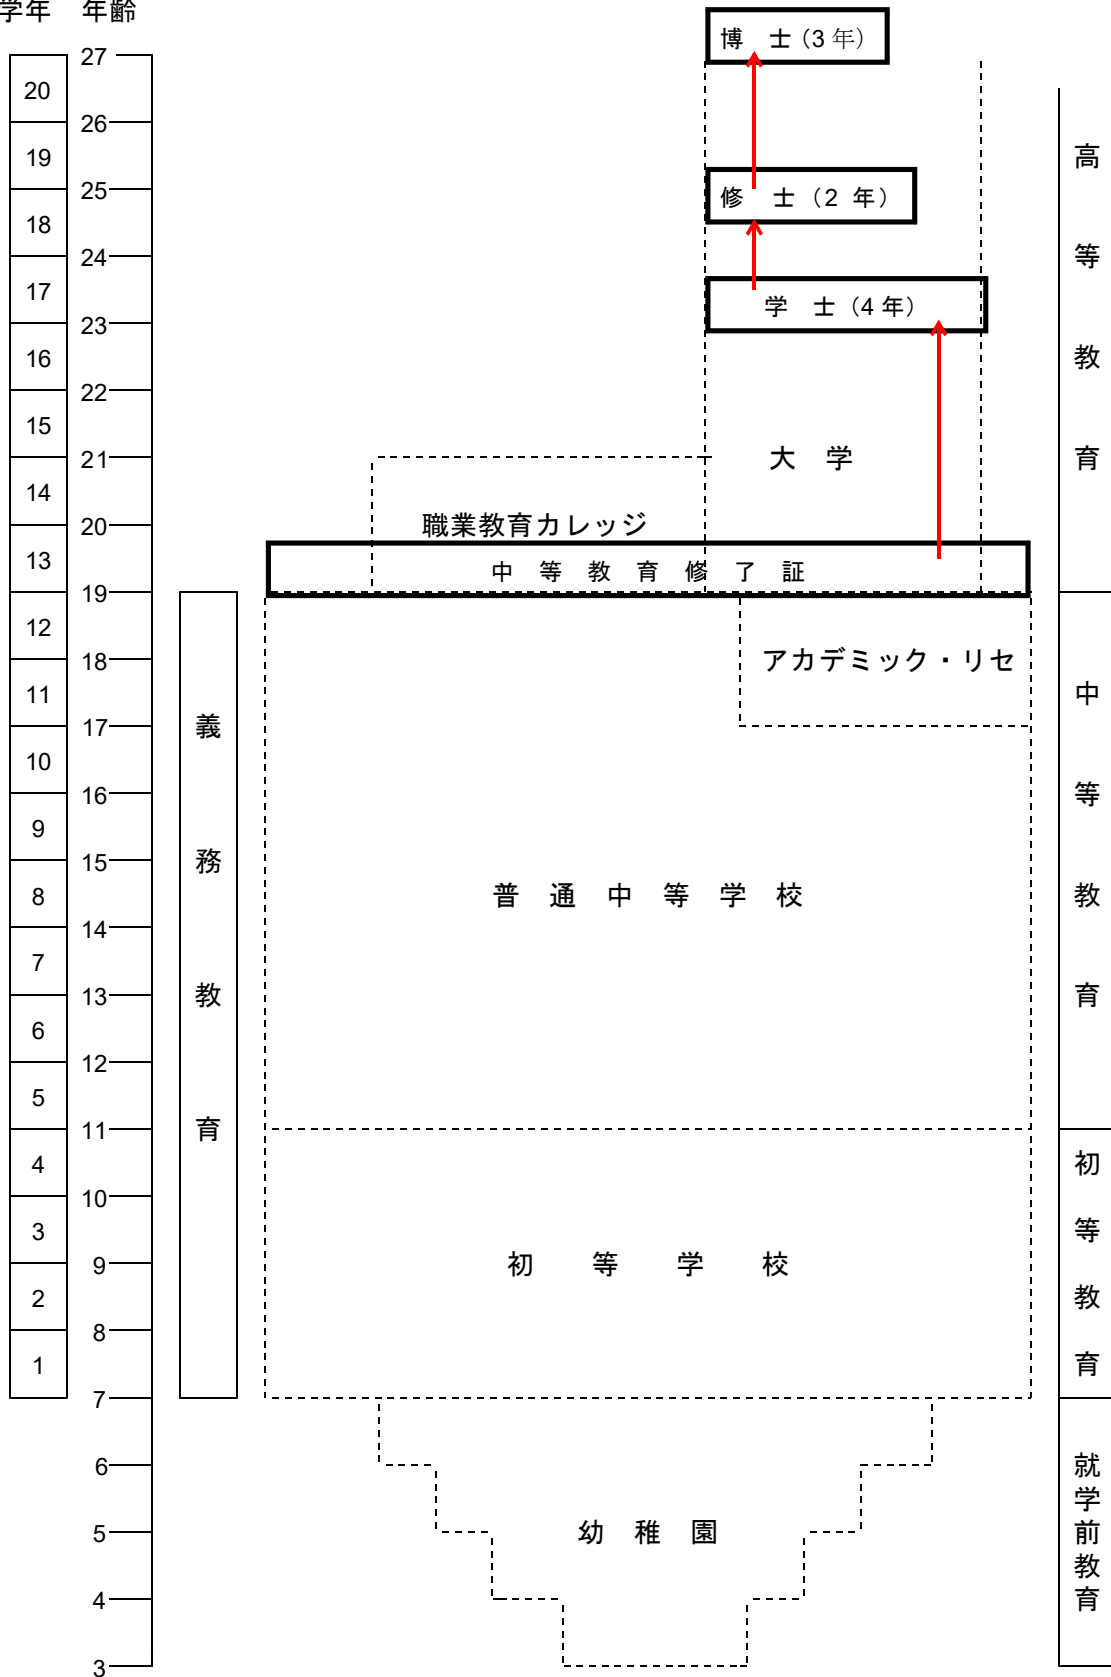 学年 年齢
博 士(3年)
27
20
26
19
25
修 士(2 年)
18
24
17
学 士(4年)
23
16
22
15
21
大 学
14
20
職業教育カレッジ
13
中 等 教 育 修 了 証
19
12
18
アカデミック・リセ
11
17
10
16
9
15
8
普 通 中 等 学 校
14
7
13
6
12
5
11
4
10
3
9
初 等 学 校
2
8
1
7
6
5
幼 稚 園
4
3
義務教育
高等教育
中等教育
初等教育
就学前教育